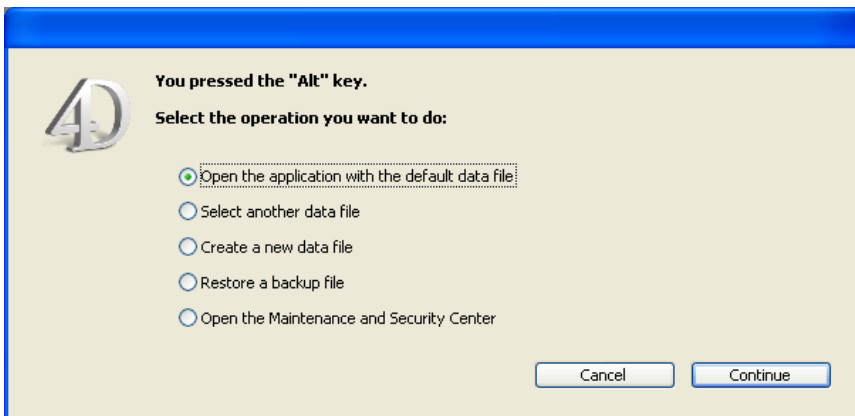 4D
You pressed the "Alt" key.
Select the operation you want to do:
Open the application with the default data file
Select another data file
Create a new data file
Restore a backup file
Open the Maintenance and Security Center
Cancel
Continue